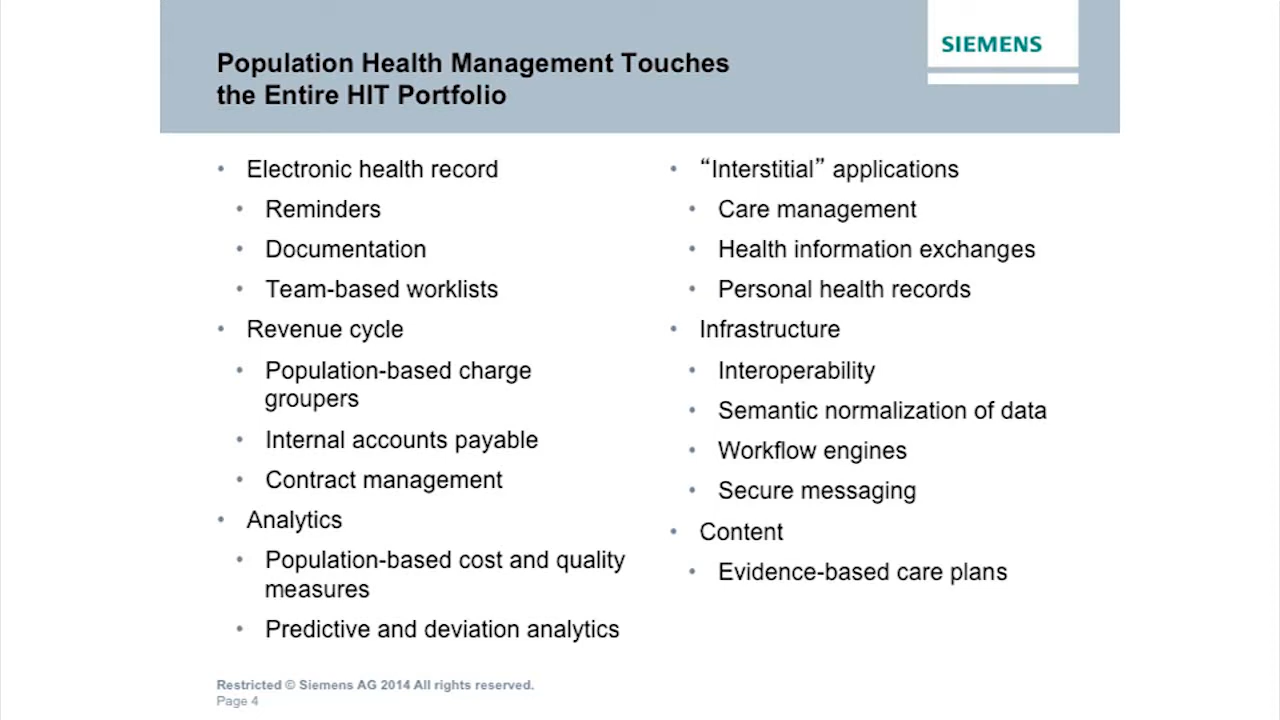 SIEMENS
Population Health Management Touches
the Entire HIT Portfolio
• Electronic health record
• Reminders
• Documentation
• Team-based worklists
• Revenue cycle
• Population-based charge
groupers
• Internal accounts payable
• Contract management
• Analytics
• Population-based cost and quality
measures
• Predictive and deviation analytics
• “Interstitial” applications
• Care management
• Health information exchanges
• Personal health records
• Infrastructure
• Interoperability
• Semantic normalization of data
• Workflow engines
• Secure messaging
• Content
• Evidence-based care plans
Restricted © Siemens AG 2014 All rights reserved.
Page 4